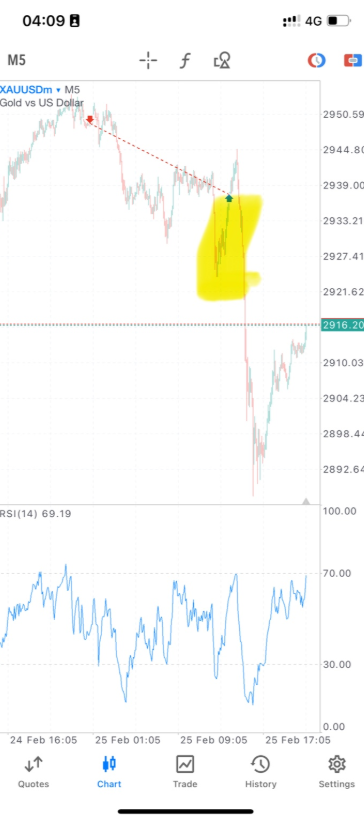 04:09 4G
M5
XAUUSDm ▾ M5
Gold vs US Dollar
2950.59
2944.80
2939.00
2933.21
2927.41
2921.62
2916.20
2910.03
2904.23
2898.44
2892.64
RSI(14) 69.19
100.00
70.00
30.00
0.00
24 Feb 16:05 25 Feb 01:05 25 Feb 09:05 25 Feb 17:05
Quotes Chart Trade History Settings